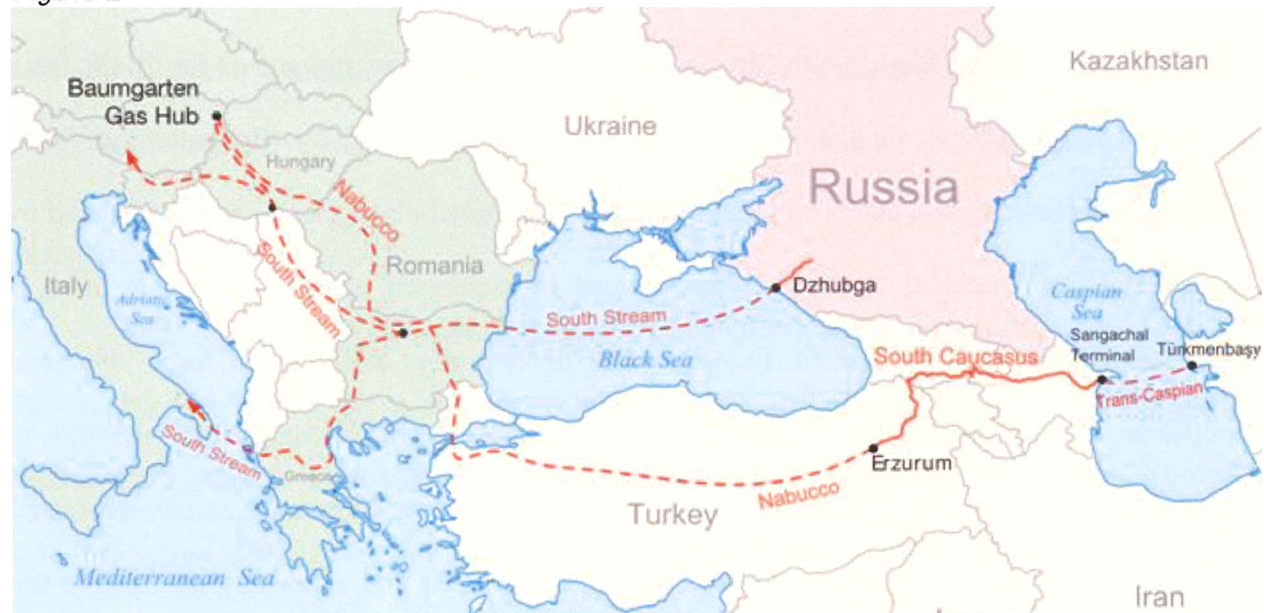 Kazakhstan
Baumgarten
Gas Hub
Ukraine
Hungary
Russia
Nabucco
South Stream
Romania
Italy
Adriatic
Sea
Dzhubga
South Stream
Black Sea
Caspian
Sea
Sangachal
Terminal
Türkmenbaşy
South Caucasus
Trans-Caspian
South Stream
Greece
Erzurum
Nabucco
Turkey
Mediterranean Sea
Iran